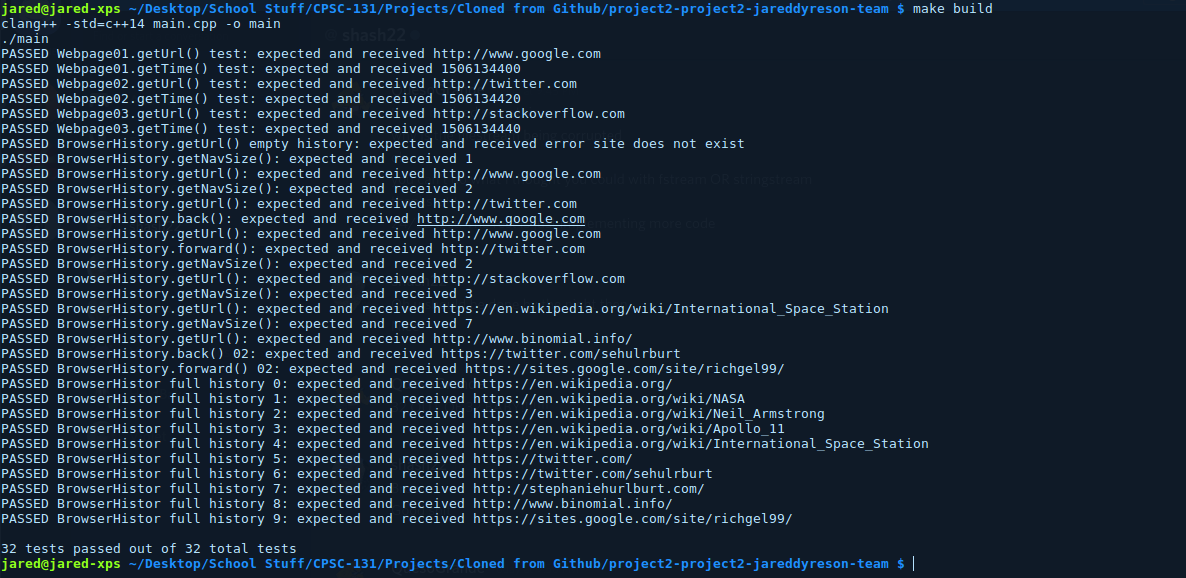 jared@jared-xps ~/Desktop/School Stuff/CPSC-131/Projects/Cloned from Github/project2-project2-jareddyreson-team $ make build
clang++ -std=c++14 main.cpp -o main
shash22
./main
PASSED Webpage01.getUrl() test: expected and received http://www.google.com
PASSED Webpage01.getTime() test: expected and received 1506134400
PASSED Webpage02.getUrl() test: expected and received http://twitter.com
PASSED Webpage02.getTime() test: expected and received 1506134420
PASSED Webpage03.getUrl() test: expected and received http://stackoverflow.com
PASSED Webpage03.getTime() test: expected and received 1506134440
PASSED BrowserHistory.getUrl() empty history: expected and received error site does not exist
PASSED BrowserHistory.getNavSize(): expected and received 1
PASSED BrowserHistory.getUrl(): expected and received http://www.google.com
PASSED BrowserHistory.getNavSize(): expected and received 2
PASSED BrowserHistory.getUrl(): expected and received http://twitter.com
PASSED BrowserHistory.back(): expected and received http://www.google.com
PASSED BrowserHistory.getUrl(): expected and received http://www.google.com
PASSED BrowserHistory.forward(): expected and received http://twitter.com
PASSED BrowserHistory.getNavSize(): expected and received 2
PASSED BrowserHistory.getUrl(): expected and received http://stackoverflow.com
PASSED BrowserHistory.getNavSize(): expected and received 3
PASSED BrowserHistory.getUrl(): expected and received https://en.wikipedia.org/wiki/International_Space_Station
PASSED BrowserHistory.getNavSize(): expected and received 7
PASSED BrowserHistory.getUrl(): expected and received http://www.binomial.info/
PASSED BrowserHistory.back() 02: expected and received https://twitter.com/sehulrburt
PASSED BrowserHistory.forward() 02: expected and received https://sites.google.com/site/richgel99/
PASSED BrowserHistor full history 0: expected and received https://en.wikipedia.org/
PASSED BrowserHistor full history 1: expected and received https://en.wikipedia.org/wiki/NASA
PASSED BrowserHistor full history 2: expected and received https://en.wikipedia.org/wiki/Neil_Armstrong
PASSED BrowserHistor full history 3: expected and received https://en.wikipedia.org/wiki/Apollo_11
PASSED BrowserHistor full history 4: expected and received https://en.wikipedia.org/wiki/International_Space_Station
PASSED BrowserHistor full history 5: expected and received https://twitter.com/
PASSED BrowserHistor full history 6: expected and received https://twitter.com/sehulrburt
PASSED BrowserHistor full history 7: expected and received http://stephaniehurlburt.com/
PASSED BrowserHistor full history 8: expected and received http://www.binomial.info/
PASSED BrowserHistor full history 9: expected and received https://sites.google.com/site/richgel99/
32 tests passed out of 32 total tests
jared@jared-xps ~/Desktop/School Stuff/CPSC-131/Projects/Cloned from Github/project2-project2-jareddyreson-team $